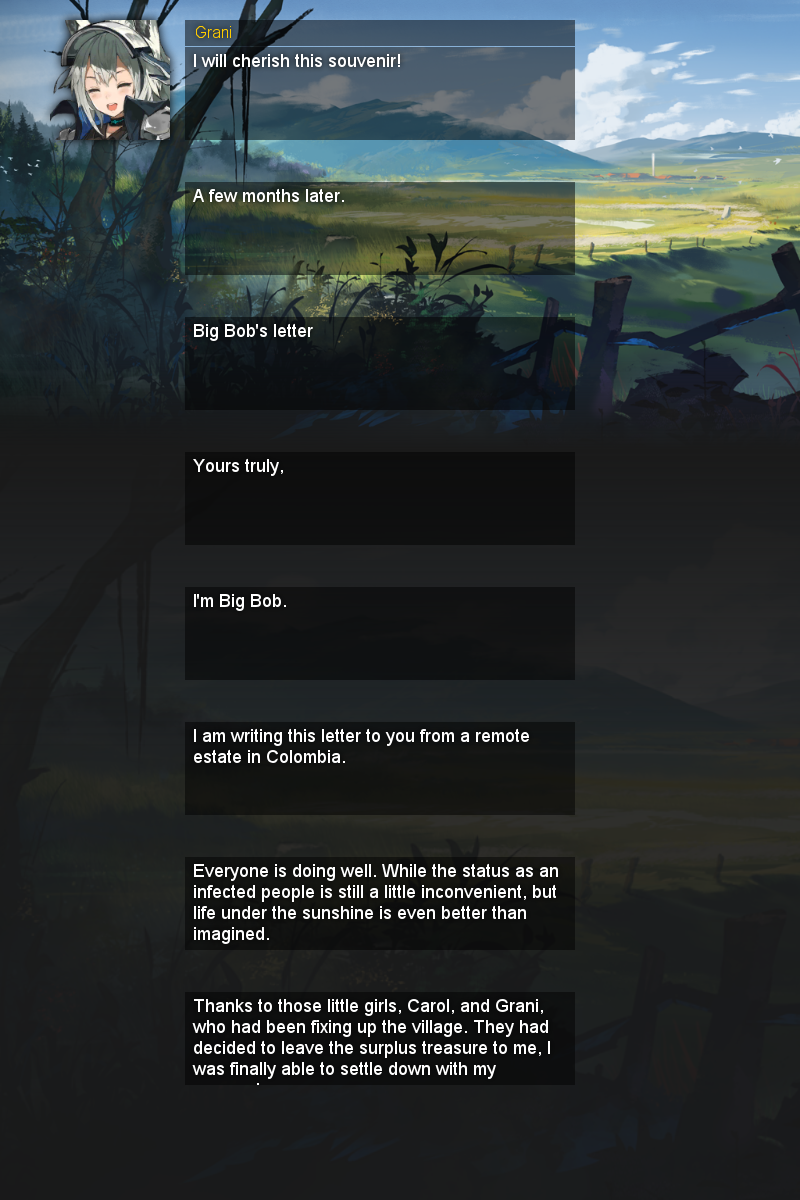 Grani
I will cherish this souvenir!
A few months later.
Big Bob's letter
Yours truly,
I'm Big Bob.
I am writing this letter to you from a remote
estate in Colombia.
Everyone is doing well. While the status as an
infected people is still a little inconvenient, but
life under the sunshine is even better than
imagined.
Thanks to those little girls, Carol, and Grani,
who had been fixing up the village. They had
decided to leave the surplus treasure to me, I
was finally able to settle down with my